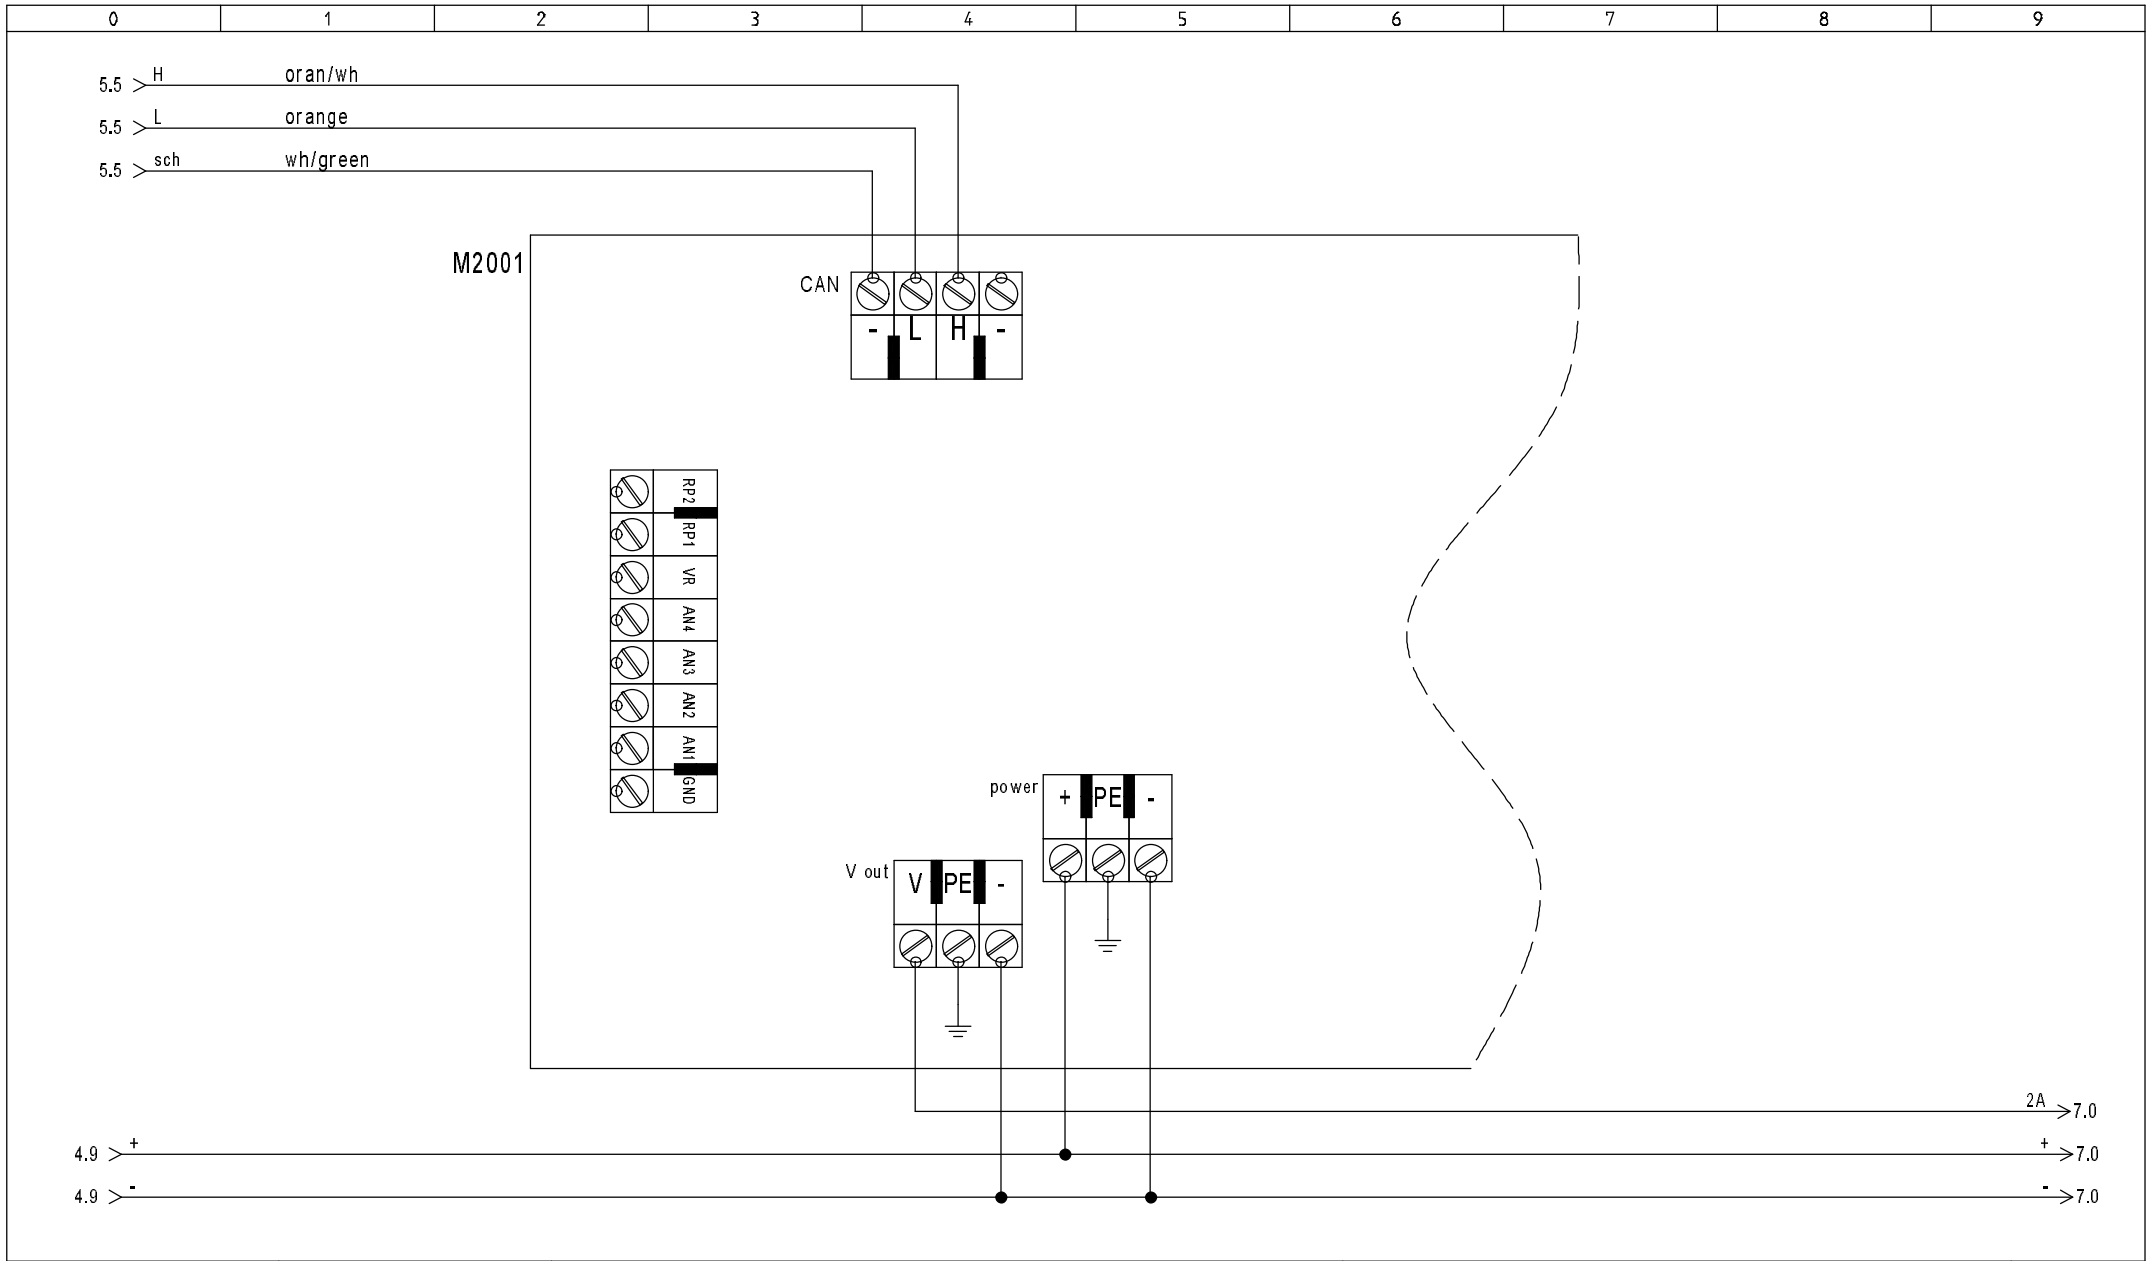 0 1 2 3 4 5 6 7 8 9
5.5 H oran/wh
5.5 L orange
5.5 sch wh/green
M2001
CAN
- L H -
RP2
RP1
VR
AN4
AN3
AN2
AN1
GND
power + PE -
V out V PE -
2A 7.0
4.9 + + 7.0
4.9 - - 7.0